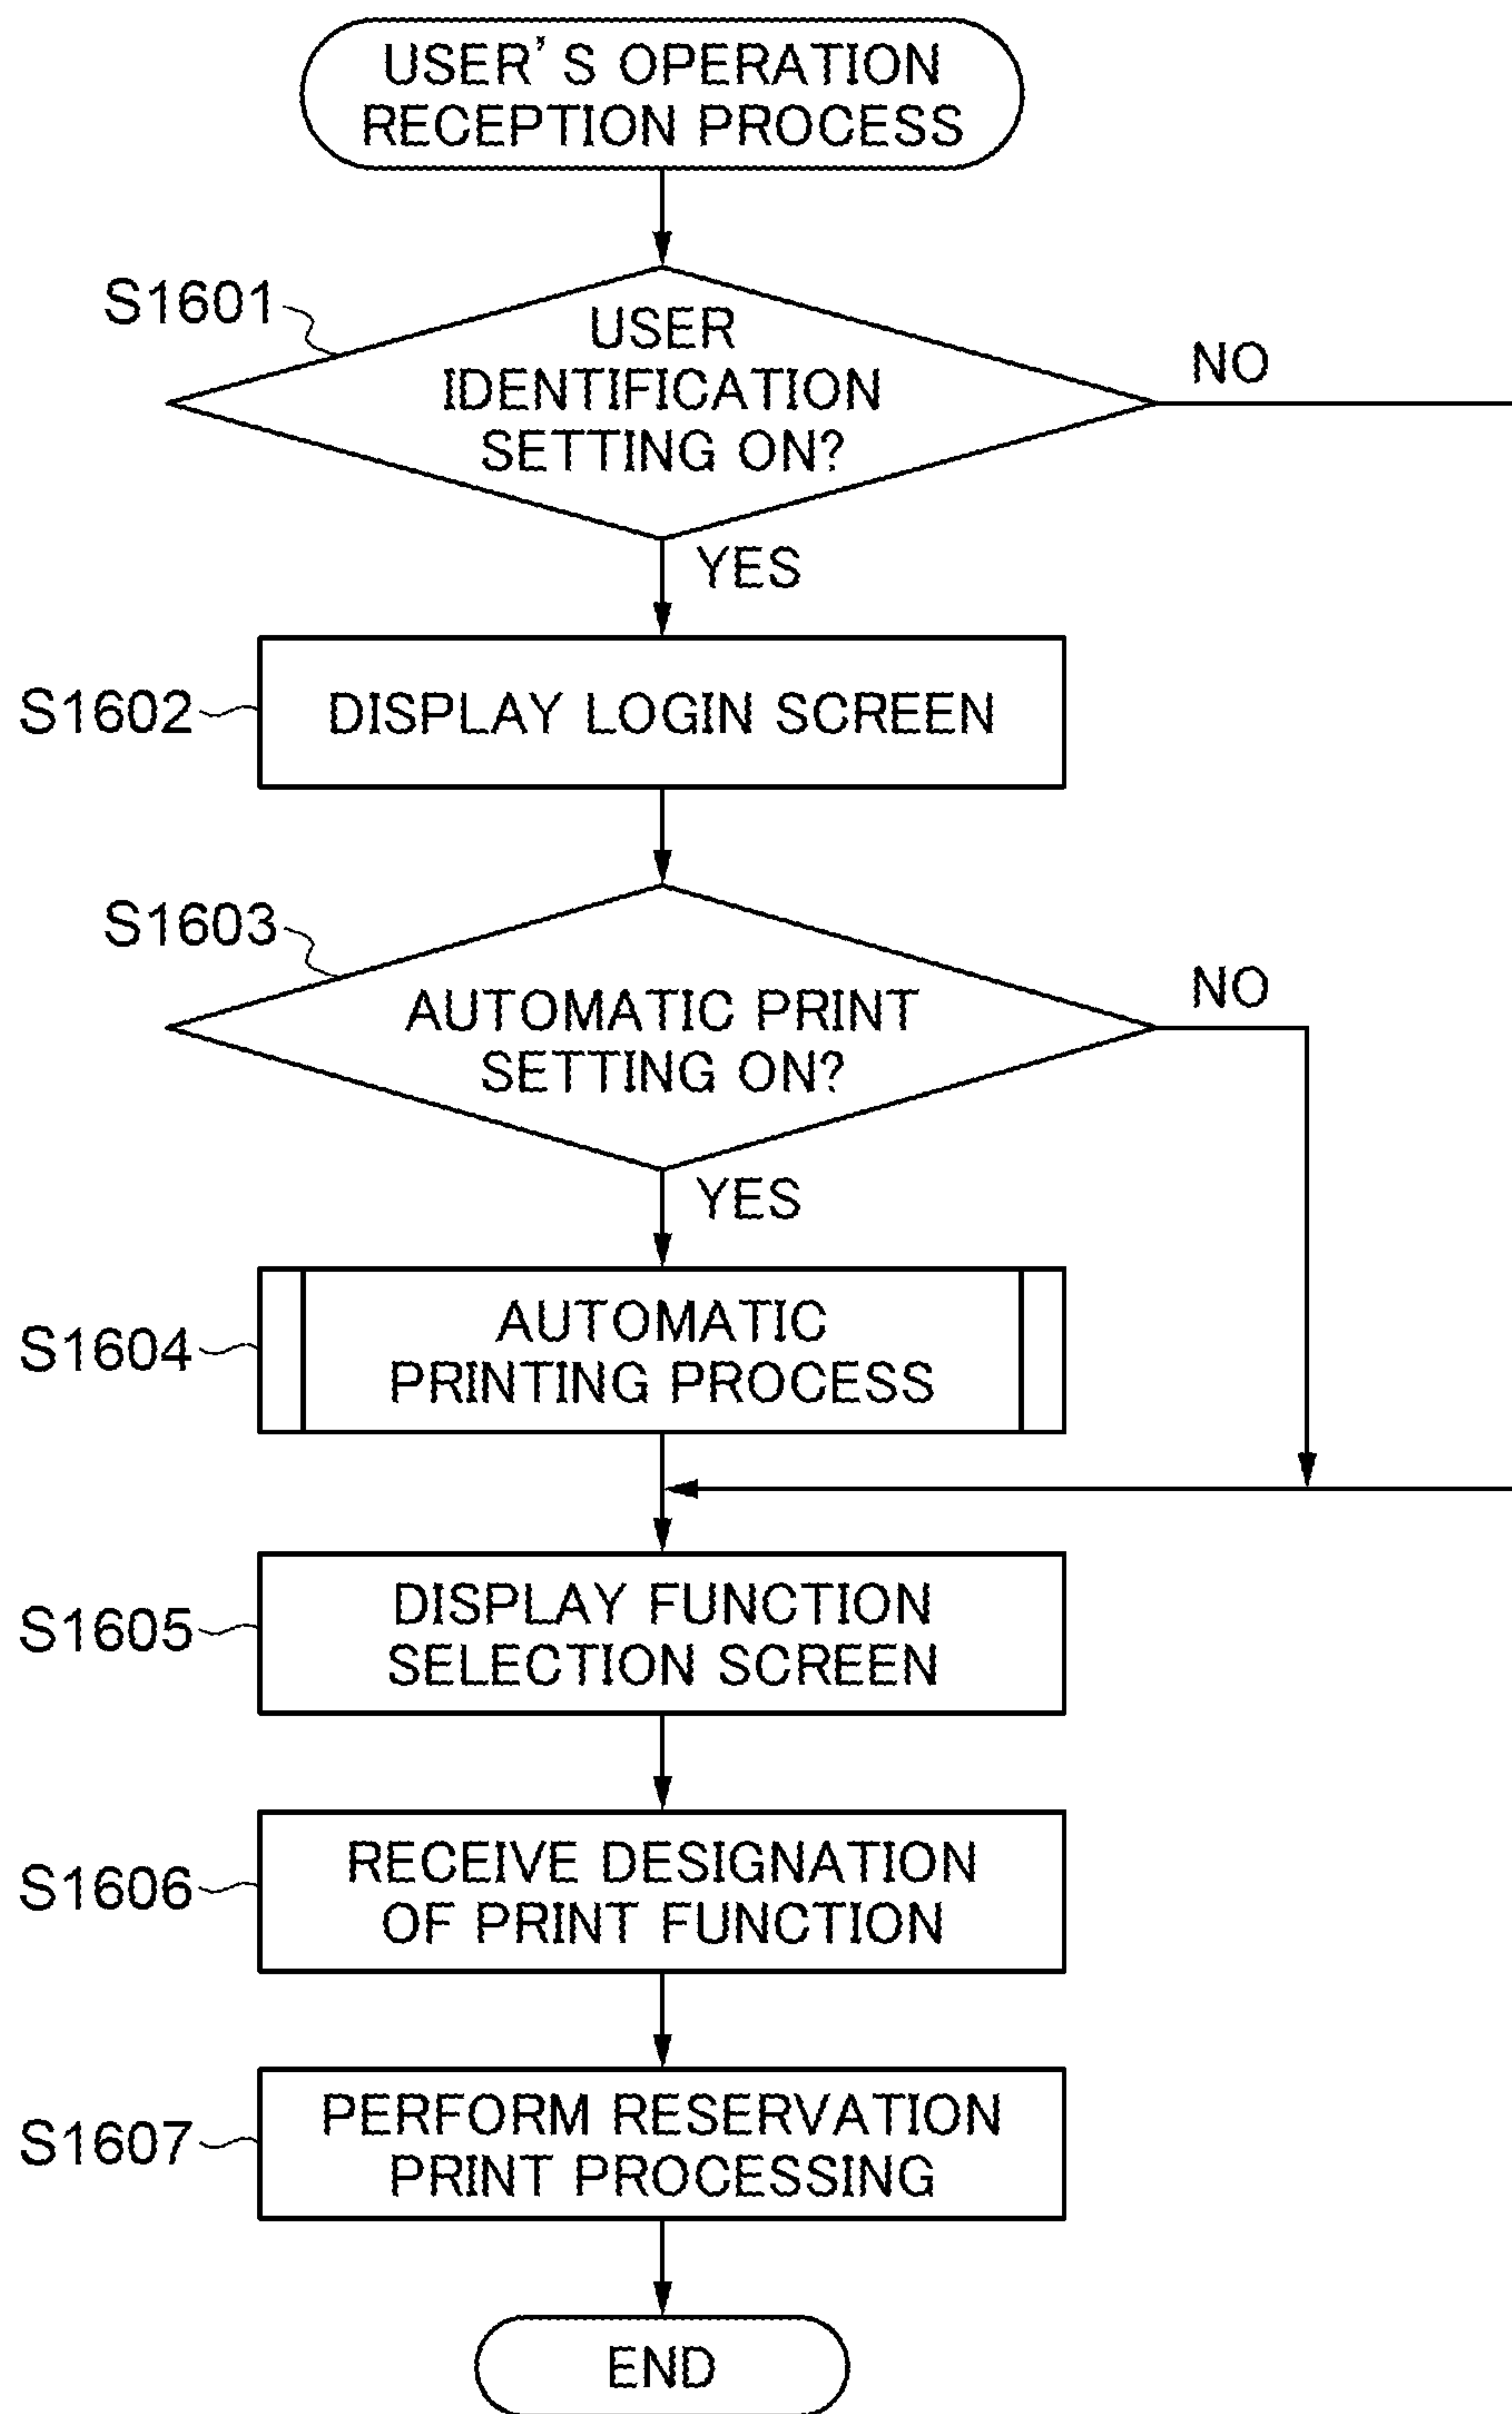 USER'S OPERATION
RECEPTION PROCESS
S1601
USER
IDENTIFICATION
SETTING ON?
NO
YES
S1602
DISPLAY LOGIN SCREEN
S1603
AUTOMATIC PRINT
SETTING ON?
NO
YES
S1604
AUTOMATIC
PRINTING PROCESS
S1605
DISPLAY FUNCTION
SELECTION SCREEN
S1606
RECEIVE DESIGNATION
OF PRINT FUNCTION
S1607
PERFORM RESERVATION
PRINT PROCESSING
END